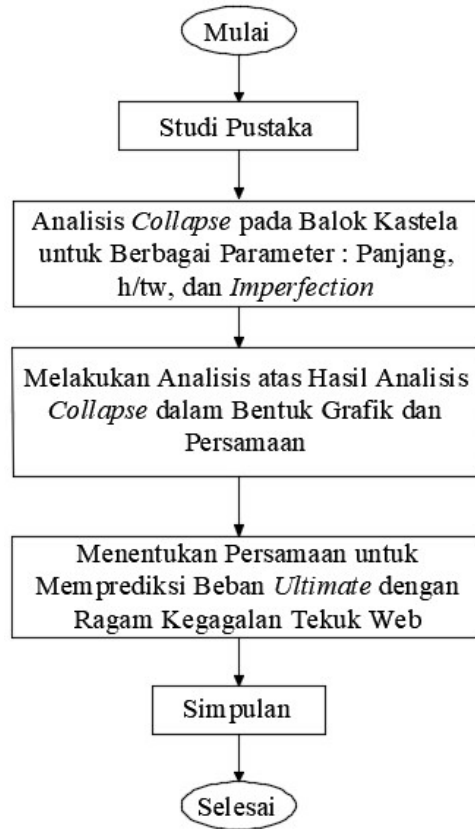 Mulai
Studi Pustaka
Analisis Collapse pada Balok Kastela
untuk Berbagai Parameter : Panjang,
h/tw, dan Imperfection
Melakukan Analisis atas Hasil Analisis
Collapse dalam Bentuk Grafik dan
Persamaan
Menentukan Persamaan untuk
Memprediksi Beban Ultimate dengan
Ragam Kegagalan Tekuk Web
Simpulan
Selesai